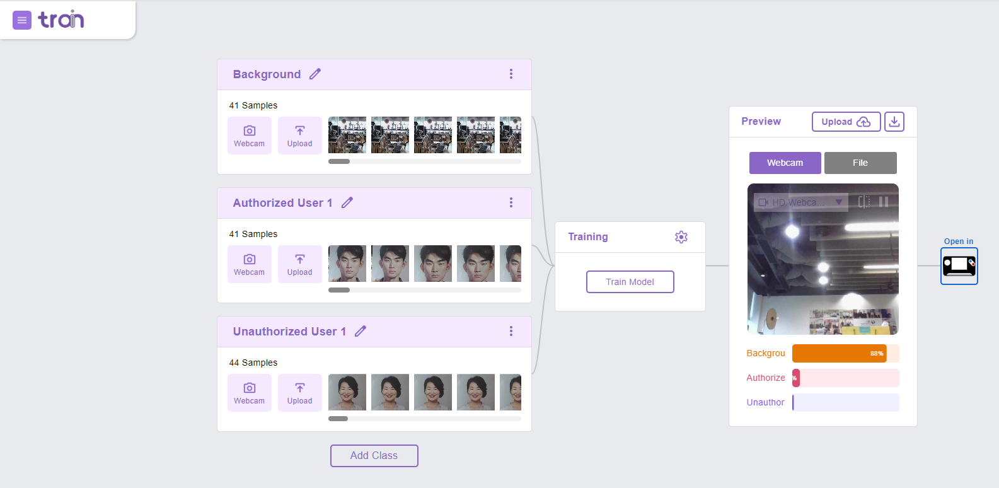 train
Background
41 Samples
Webcam
Upload
Authorized User 1
41 Samples
Webcam
Upload
Unauthorized User 1
44 Samples
Webcam
Upload
Add Class
Training
Train Model
Preview
Upload
Webcam
File
HD Webca...
Backgrou
88%
Authorize
%
Unauthor
Open in